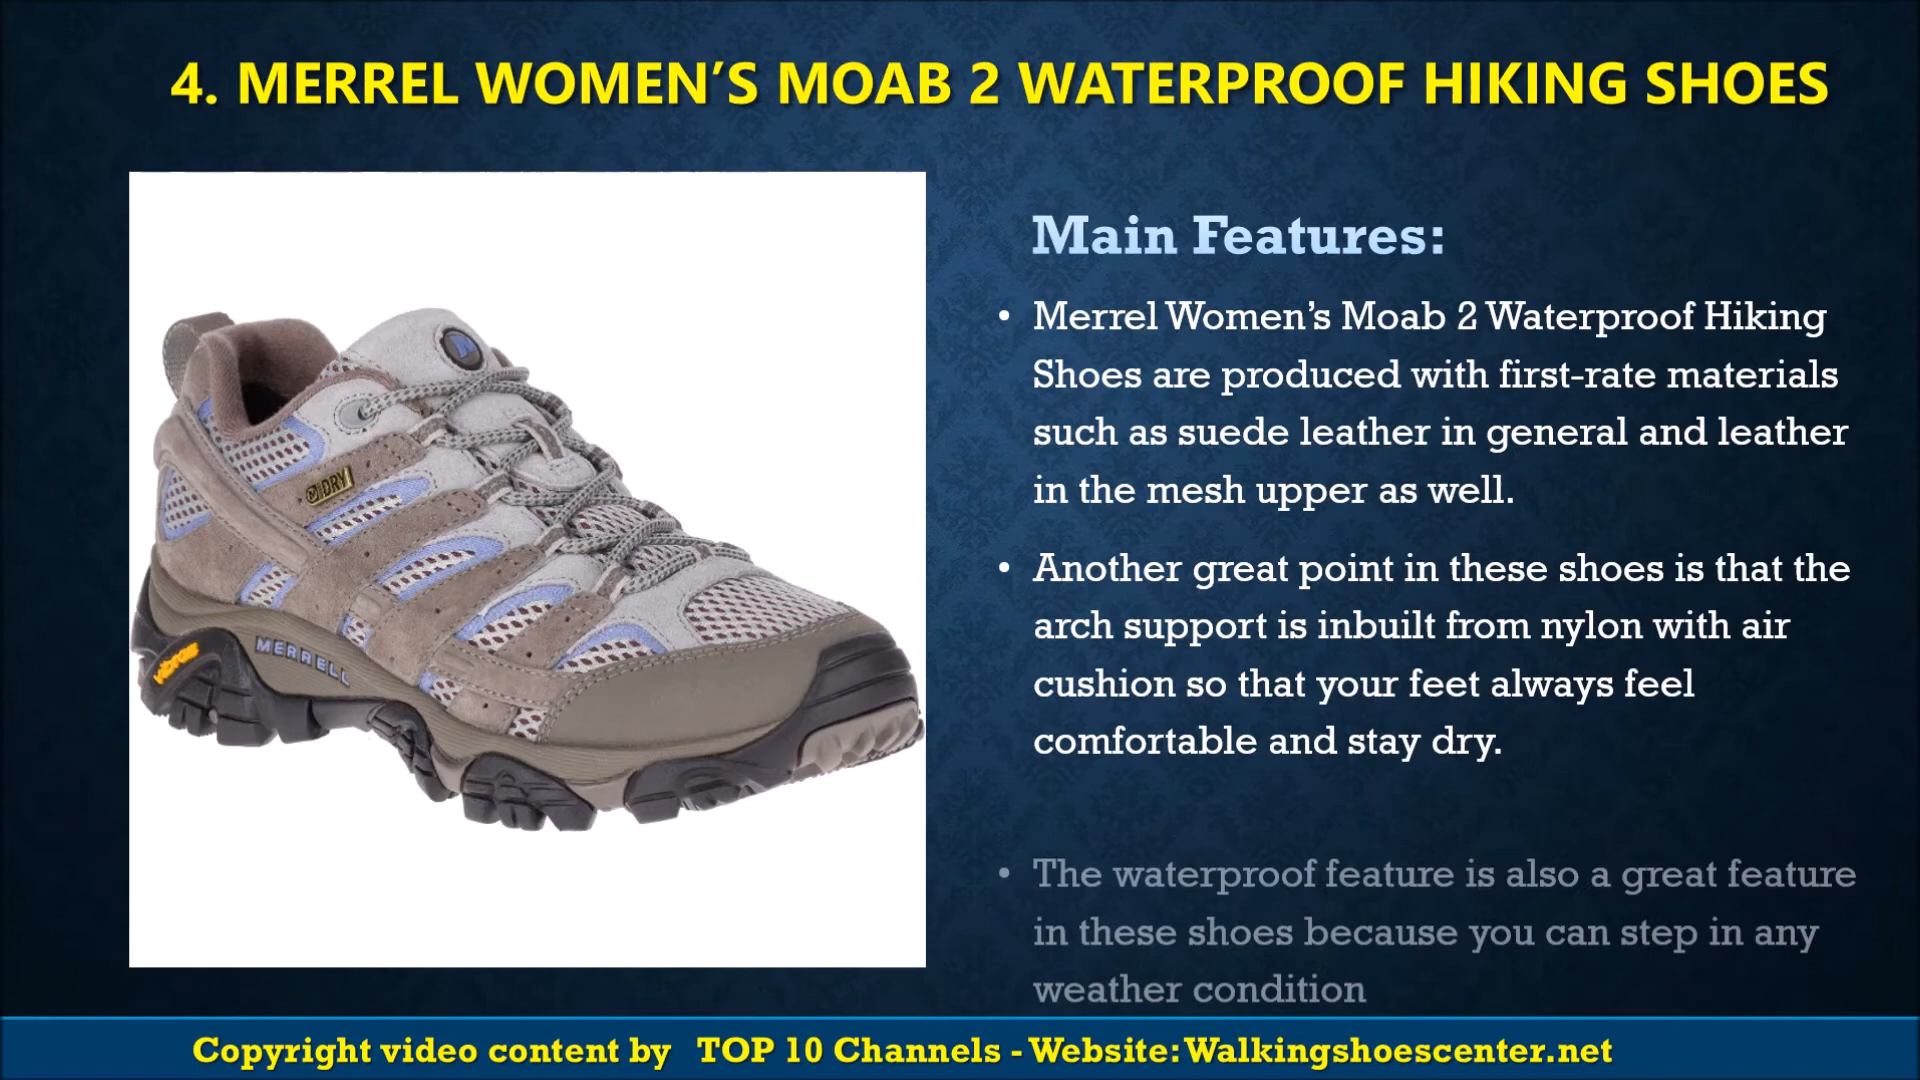 4. MERREL WOMEN’S MOAB 2 WATERPROOF HIKING SHOES
Main Features:
• Merrel Women’s Moab 2 Waterproof Hiking
Shoes are produced with first-rate materials
such as suede leather in general and leather
in the mesh upper as well.
• Another great point in these shoes is that the
arch support is inbuilt from nylon with air
cushion so that your feet always feel
comfortable and stay dry.
• The waterproof feature is also a great feature
in these shoes because you can step in any
weather condition
M DRY
vibram
MERRELL
Copyright video content by TOP 10 Channels - Website:Walkingshoescenter.net